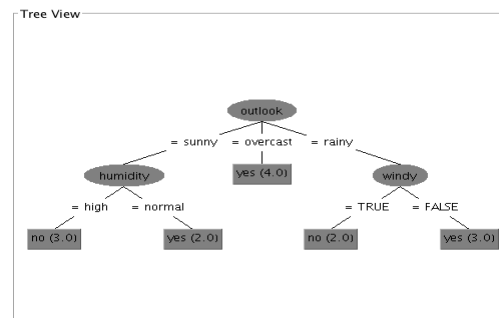 Tree View
outlook
= sunny = overcast = rainy
humidity yes (4.0) windy
= high = normal = TRUE = FALSE
no (3.0) yes (2.0) no (2.0) yes (3.0)